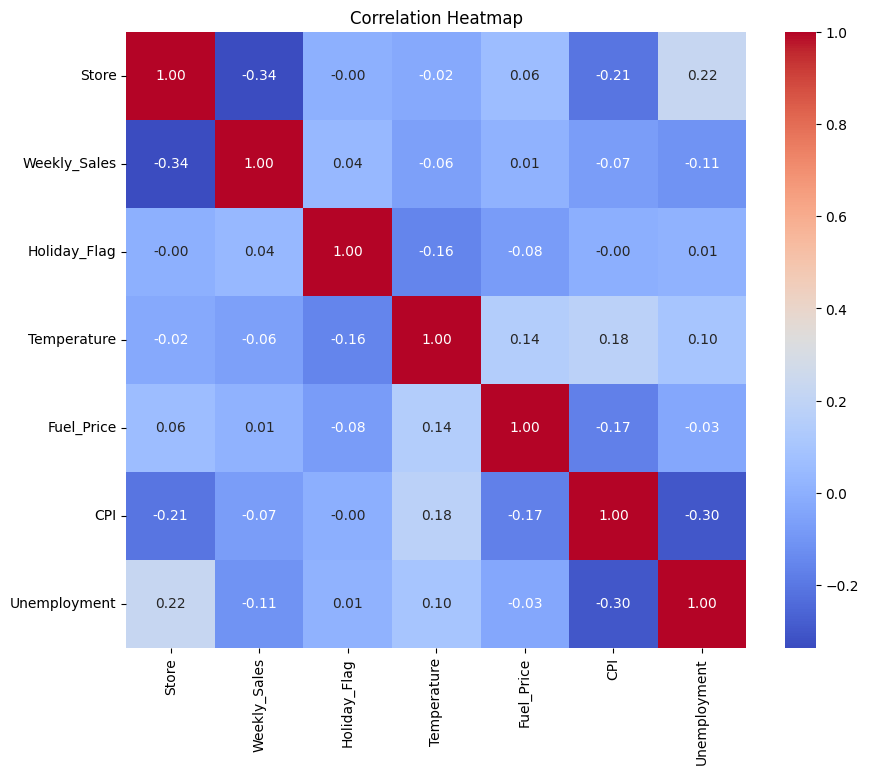 Correlation Heatmap
Store 1.00 -0.34 -0.00 -0.02 0.06 -0.21 0.22
Weekly_Sales -0.34 1.00 0.04 -0.06 0.01 -0.07 -0.11
Holiday_Flag -0.00 0.04 1.00 -0.16 -0.08 -0.00 0.01
Temperature -0.02 -0.06 -0.16 1.00 0.14 0.18 0.10
Fuel_Price 0.06 0.01 -0.08 0.14 1.00 -0.17 -0.03
CPI -0.21 -0.07 -0.00 0.18 -0.17 1.00 -0.30
Unemployment 0.22 -0.11 0.01 0.10 -0.03 -0.30 1.00
Store
Weekly_Sales
Holiday_Flag
Temperature
Fuel_Price
CPI
Unemployment
1.0
0.8
0.6
0.4
0.2
0.0
−0.2